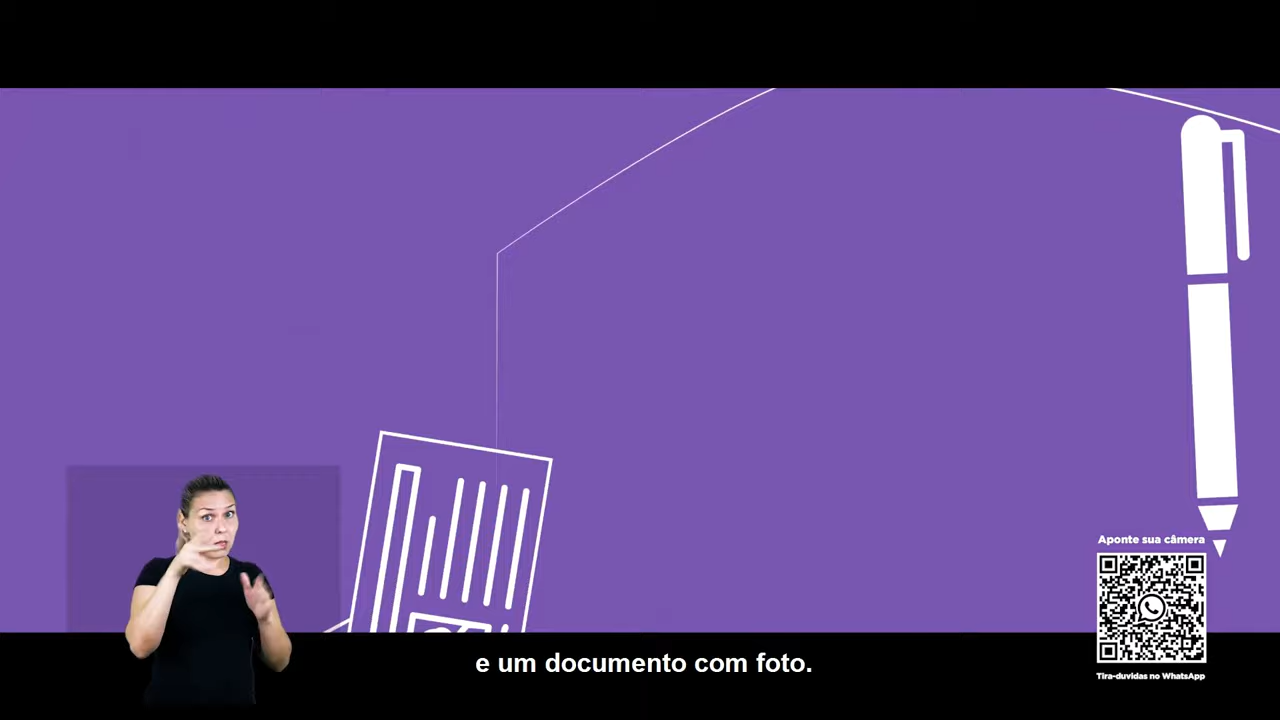 Aponte sua câmera
e um documento com foto.
Tira-duvidas no WhatsApp